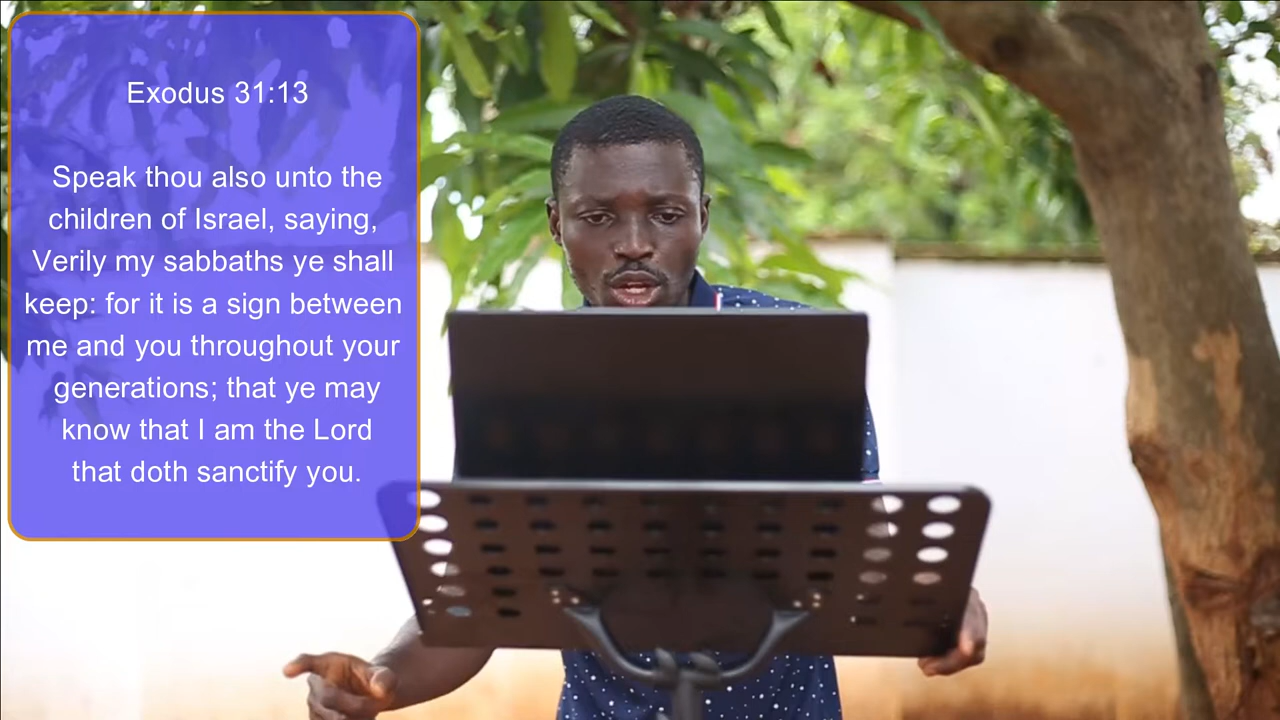 Exodus 31:13
Speak thou also unto the
children of Israel, saying,
Verily my sabbaths ye shall
keep: for it is a sign between
me and you throughout your
generations; that ye may
know that I am the Lord
that doth sanctify you.